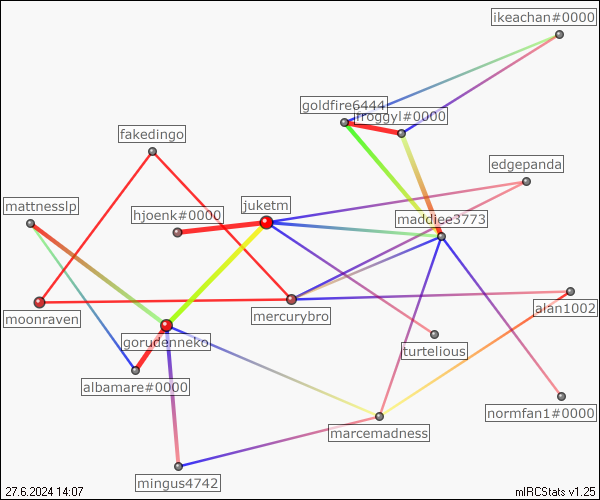 ikeachan#0000
goldfire6444
froggyl#0000
fakedingo
edgepanda
mattnesslp
juketm
hjoenk#0000
maddiee3773
moonraven
mercurybro
alan1002
gorudenneko
turtelious
albamare#0000
normfan1#0000
marcemadness
mingus4742
27.6.2024 14:07
mIRCStats v1.25